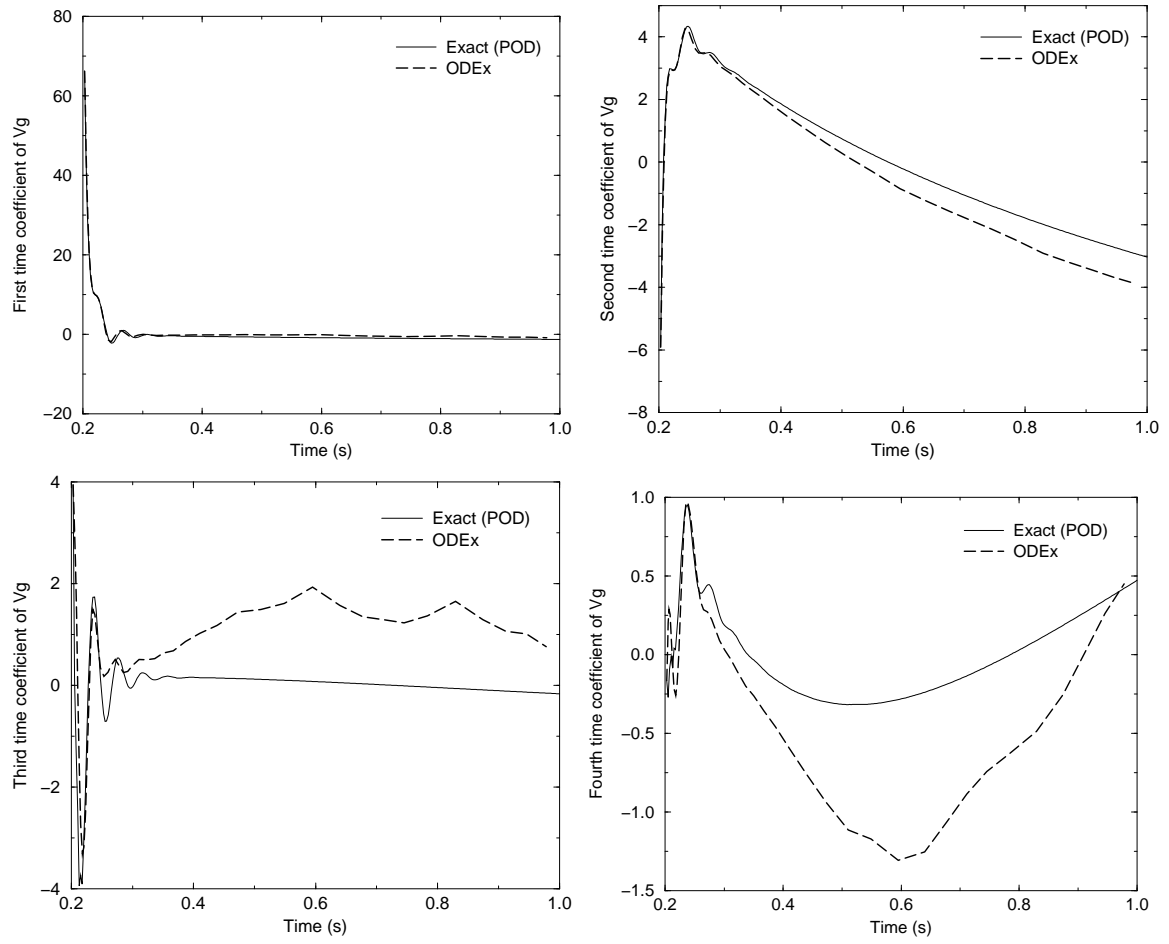 First time coefficient of Vg
80
60
40
20
0
−20
Exact (POD)
ODEx
0.2
0.4
0.6
0.8
1.0
Time (s)
Second time coefficient of Vg
4
2
0
−2
−4
−6
−8
Exact (POD)
ODEx
0.2
0.4
0.6
0.8
1.0
Time (s)
Third time coefficient of Vg
4
2
0
−2
−4
Exact (POD)
ODEx
0.2
0.4
0.6
0.8
1.0
Time (s)
Fourth time coefficient of Vg
1.0
0.5
0.0
−0.5
−1.0
−1.5
Exact (POD)
ODEx
0.2
0.4
0.6
0.8
1.0
Time (s)